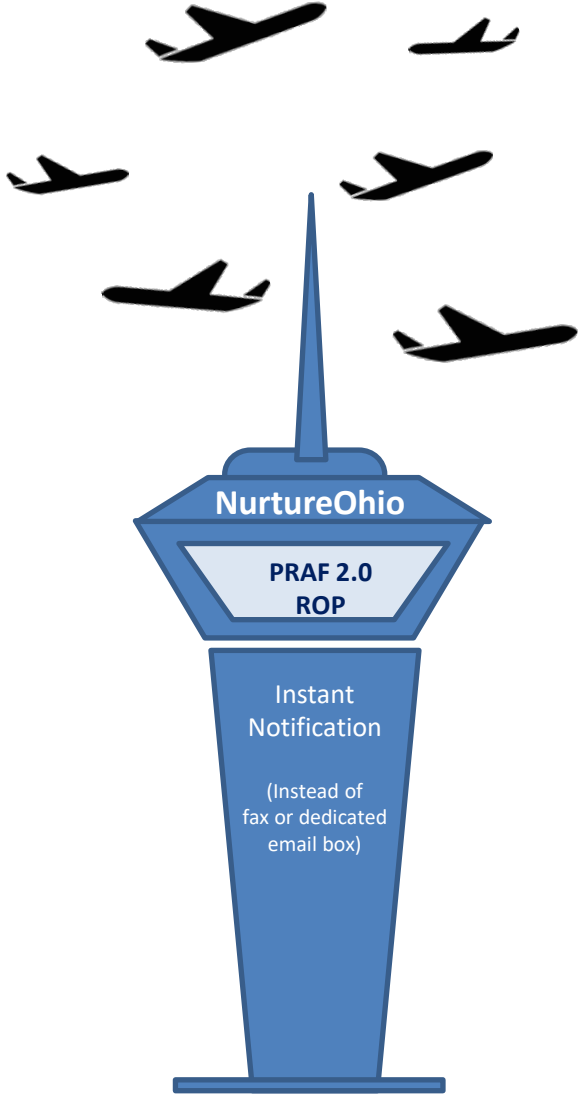 NurtureOhio
PRAF 2.0
ROP
Instant
Notification
(Instead of
fax or dedicated
email box)